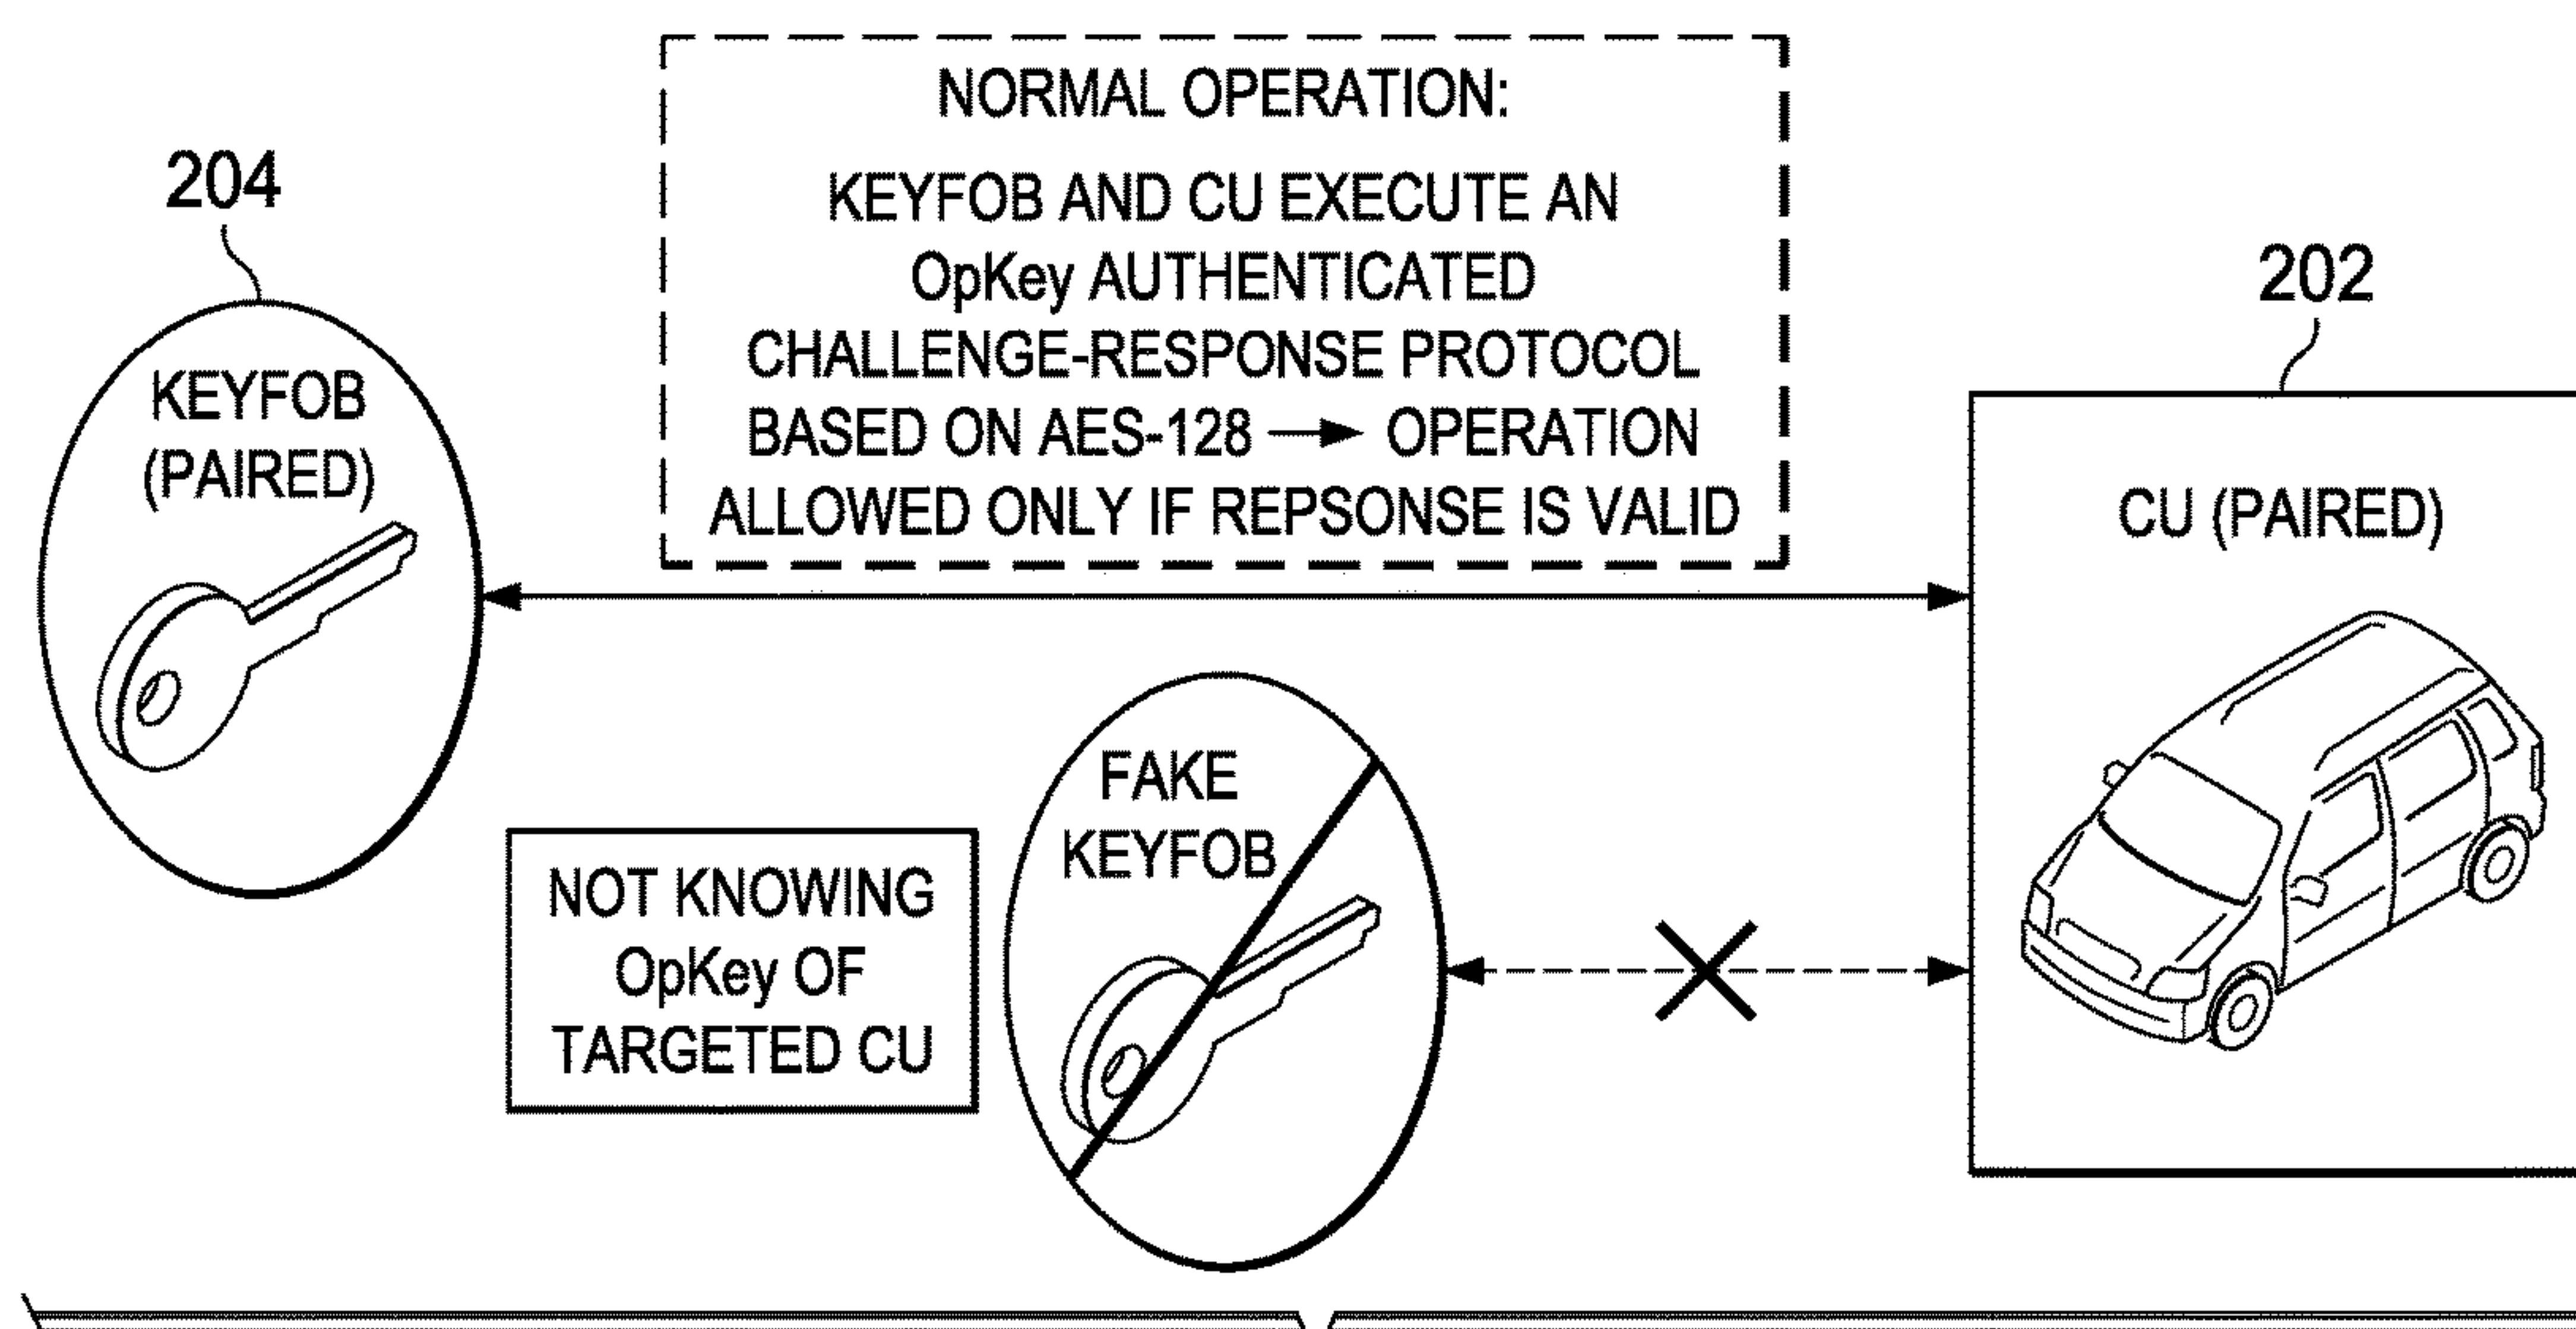 NORMAL OPERATION:
KEYFOB AND CU EXECUTE AN
OpKey AUTHENTICATED
CHALLENGE-RESPONSE PROTOCOL
BASED ON AES-128 → OPERATION
ALLOWED ONLY IF REPSONSE IS VALID
204
KEYFOB
(PAIRED)
202
CU (PAIRED)
FAKE
KEYFOB
NOT KNOWING
OpKey OF
TARGETED CU